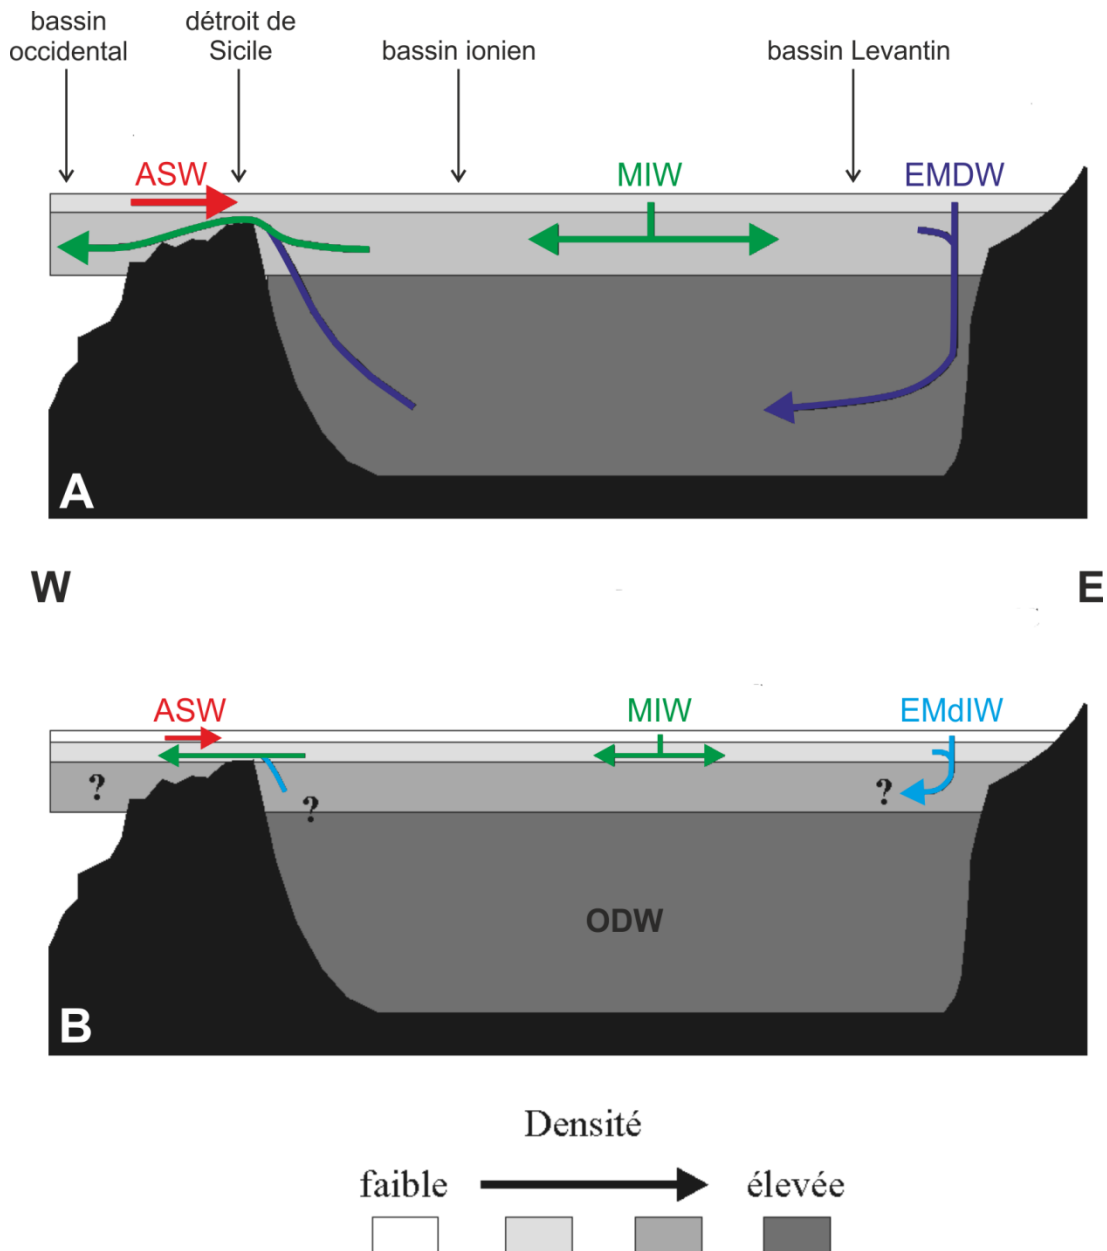 bassin
occidental
détroit de
Sicile
bassin ionien
bassin Levantin
ASW
MIW
EMDW
A
W
E
ASW
MIW
EMdIW
?
?
?
ODW
B
Densité
faible
élevée